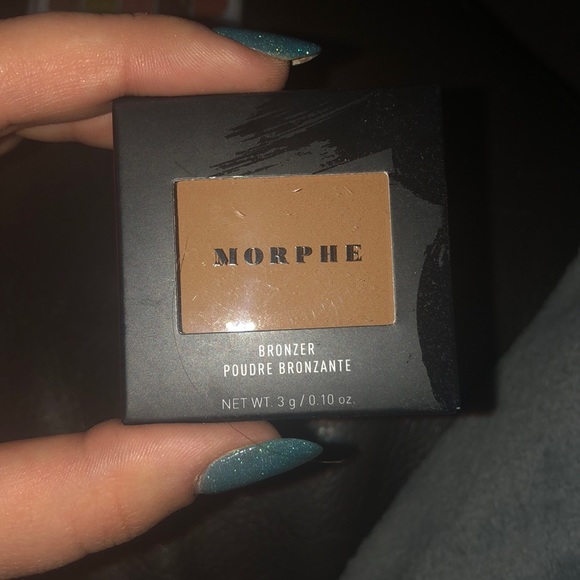 MORPHE
BRONZER
POUDRE BRONZANTE
NET WT. 3 g / 0.10 oz.